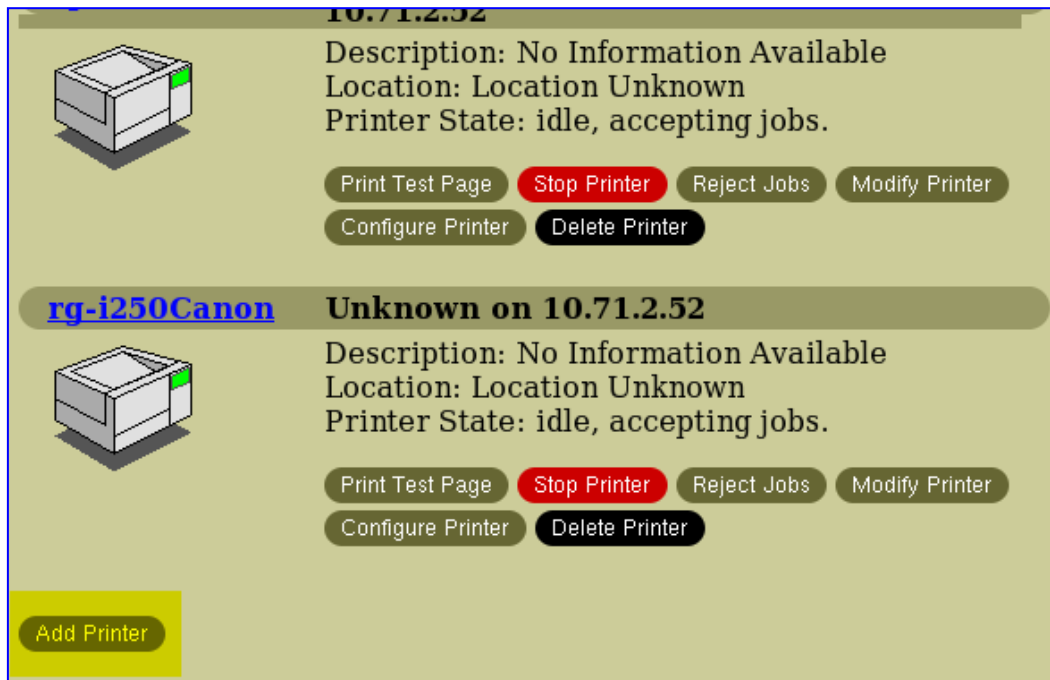 10.71.2.52
Description: No Information Available
Location: Location Unknown
Printer State: idle, accepting jobs.
Print Test Page Stop Printer Reject Jobs Modify Printer
Configure Printer Delete Printer
rg-i250Canon Unknown on 10.71.2.52
Description: No Information Available
Location: Location Unknown
Printer State: idle, accepting jobs.
Print Test Page Stop Printer Reject Jobs Modify Printer
Configure Printer Delete Printer
Add Printer